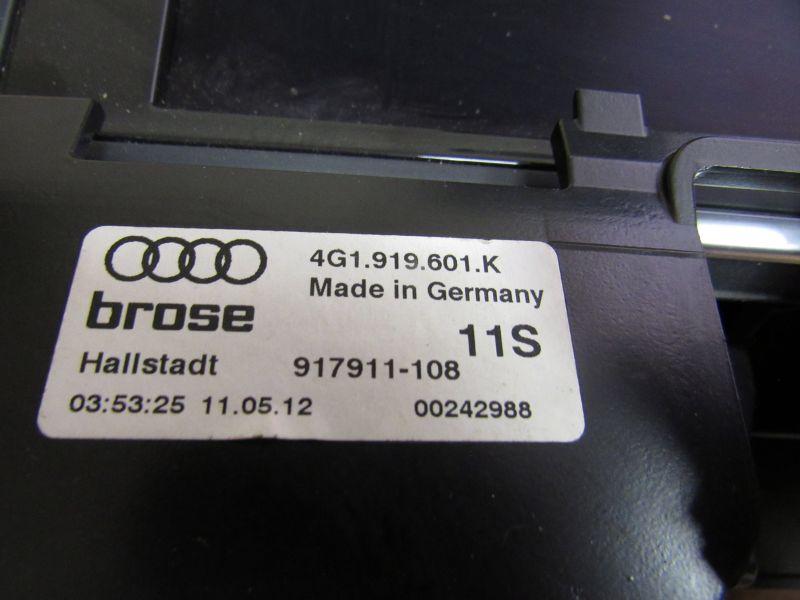 4G1.919.601.K
Made in Germany
brose
11S
Hallstadt 917911-108
03:53:25 11.05.12 00242988